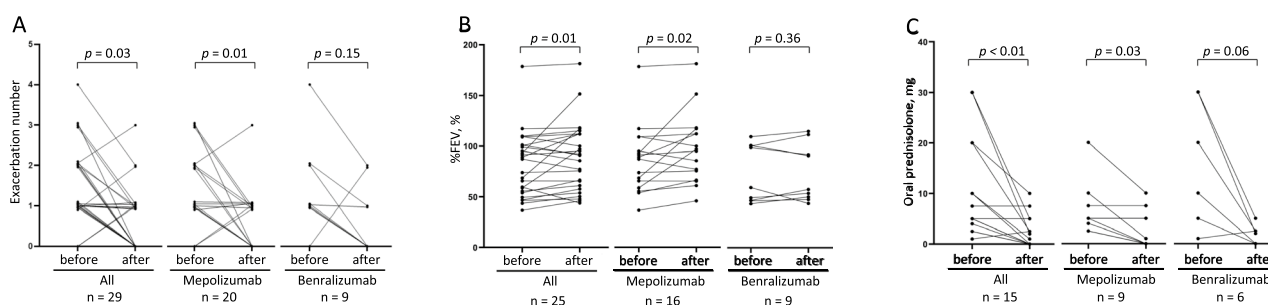 A
Exacerbation number
5
4
3
2
1
0
p = 0.03
p = 0.01
p = 0.15
before after before after before after
All Mepolizumab Benralizumab
n = 29 n = 20 n = 9
B
%FEV, %
200
150
100
50
0
p = 0.01
p = 0.02
p = 0.36
before after before after before after
All Mepolizumab Benralizumab
n = 25 n = 16 n = 9
C
Oral prednisolone, mg
40
30
20
10
0
p < 0.01
p = 0.03
p = 0.06
before after before after before after
All Mepolizumab Benralizumab
n = 15 n = 9 n = 6